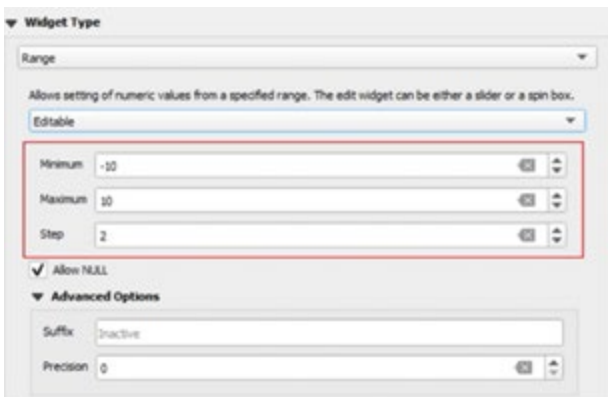 Widget Type
Range
Allows setting of numeric values from a specified range. The edit widget can be either a slider or a spin box.
Editable
Minimum -10
Maximum 10
Step 2
Allow NULL
Advanced Options
Suffix Inactive
Precision 0